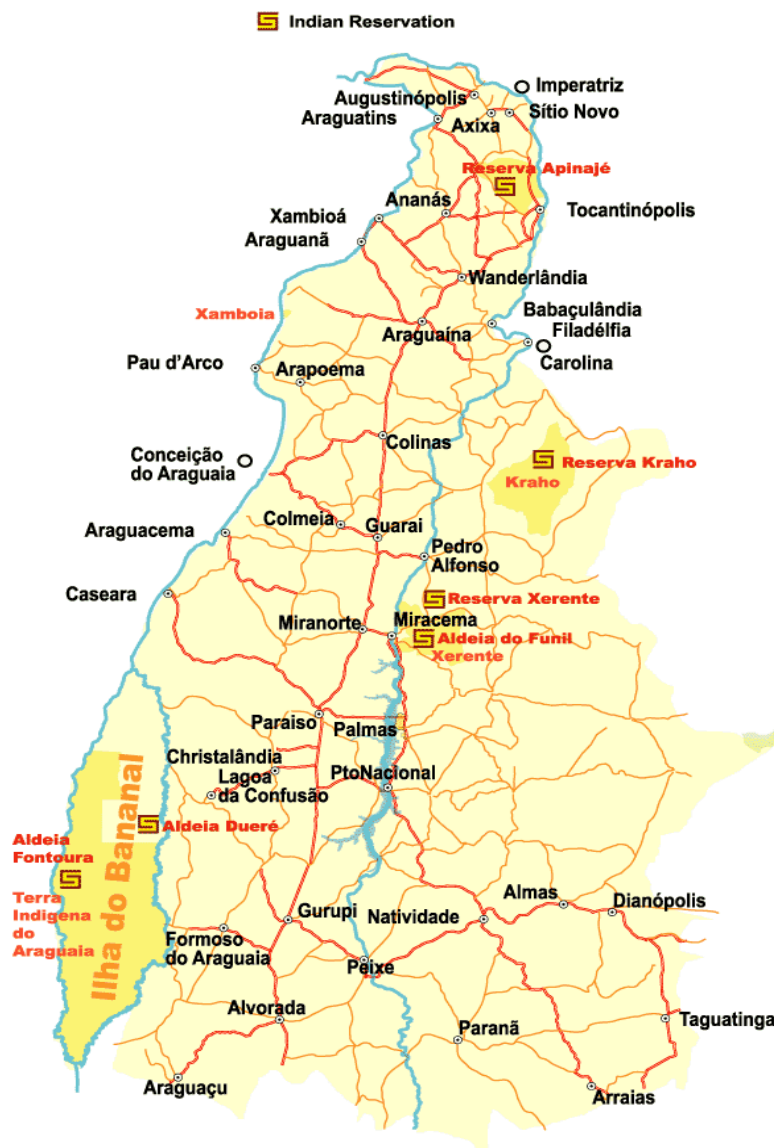 Indian Reservation
Imperatriz
Augustinópolis
Sítio Novo
Araguatins
Axixa
Reserva Apinajé
Ananás
Tocantinópolis
Xambioá
Araguanã
Wanderlândia
Xamboia
Babaçulândia
Filadélfia
Araguaína
Carolina
Pau d'Arco
Arapoema
Colinas
Conceição
do Araguaia
Reserva Kraho
Kraho
Colmeia
Guarai
Araguacema
Pedro
Alfonso
Caseara
Reserva Xerente
Miranorte
Miracema
Aldeia do Funil
Xerente
Paraiso
Palmas
Christalândia
Lagoa
da Confusão
PtoNacional
Ilha do Bananal
Aldeia Dueré
Aldeia
Fontoura
Terra
Indigena
do
Araguaia
Almas
Dianópolis
Gurupi
Natividade
Formoso
do Araguaia
Peixe
Alvorada
Paranã
Taguatinga
Araguaçu
Arraias